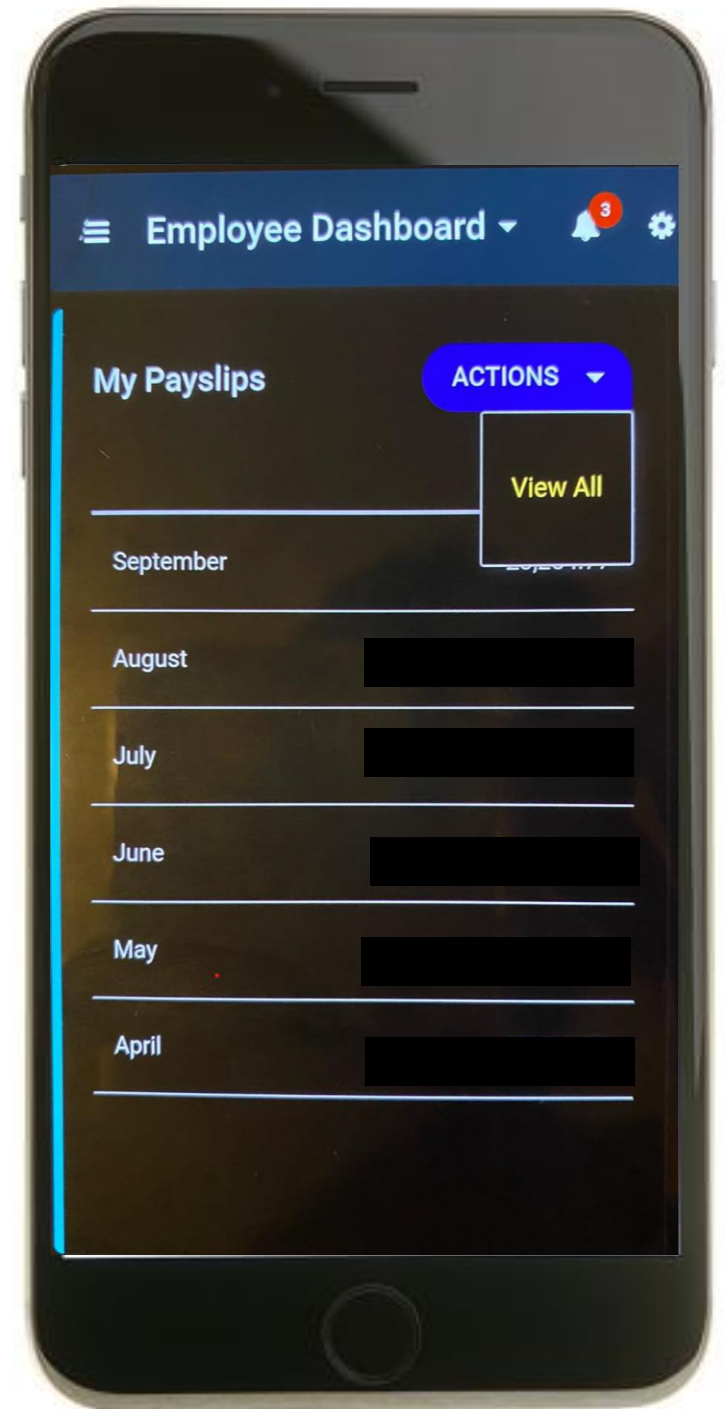 Employee Dashboard
3
My Payslips
ACTIONS
View All
September
August
July
June
May
April